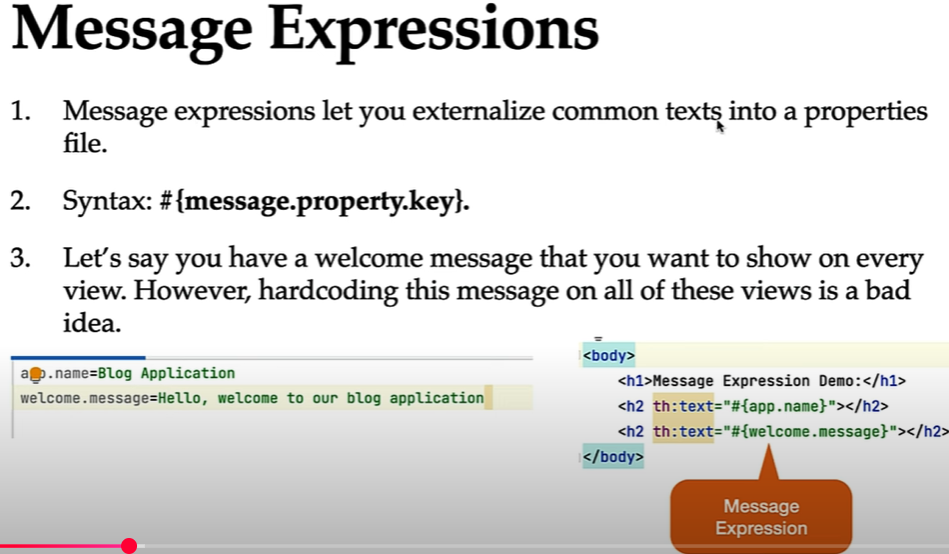 Message Expressions
1. Message expressions let you externalize common texts into a properties
file.
2. Syntax: #{message.property.key}.
3. Let's say you have a welcome message that you want to show on every
view. However, hardcoding this message on all of these views is a bad
idea.
app.name=Blog Application
welcome.message=Hello, welcome to our blog application
<body>
<h1>Message Expression Demo:</h1>
<h2 th:text="#{app.name}"></h2>
<h2 th:text="#{welcome.message}"></h2>
</body>
Message
Expression